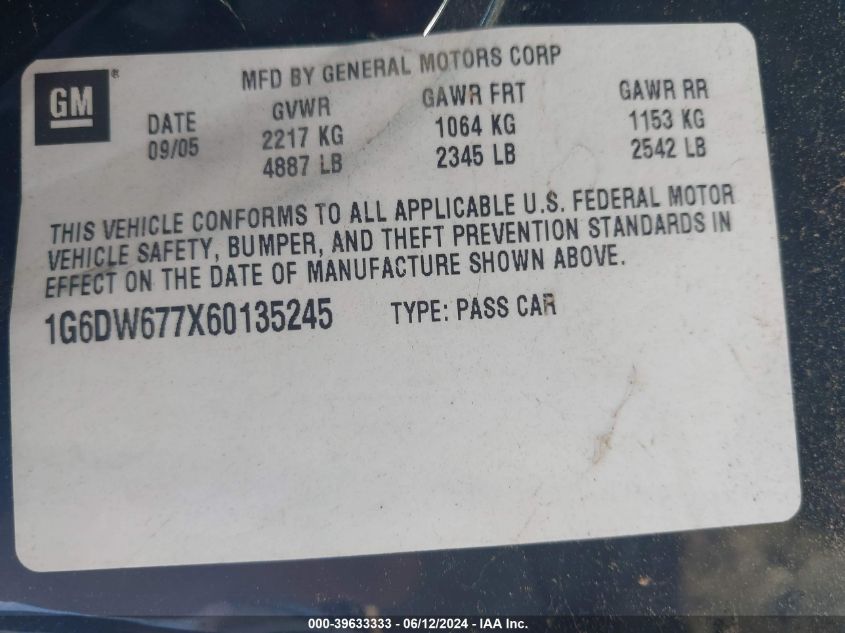 GM®
MFD BY GENERAL MOTORS CORP
DATE GVWR GAWR FRT GAWR RR
09/05 2217 KG 1064 KG 1153 KG
4887 LB 2345 LB 2542 LB
THIS VEHICLE CONFORMS TO ALL APPLICABLE U.S. FEDERAL MOTOR
VEHICLE SAFETY, BUMPER, AND THEFT PREVENTION STANDARDS IN
EFFECT ON THE DATE OF MANUFACTURE SHOWN ABOVE.
1G6DW677X60135245 TYPE: PASS CAR
000-39633333 - 06/12/2024 - IAA Inc.